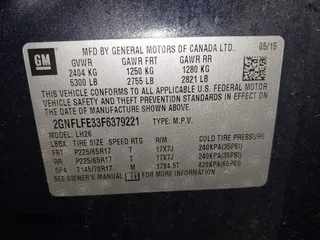 GM
MFD BY GENERAL MOTORS OF CANADA LTD.
05/15
GVWR GAWR FRT GAWR RR
2404 KG 1250 KG 1280 KG
5300 LB 2755 LB 2821 LB
THIS VEHICLE CONFORMS TO ALL APPLICABLE
U.S. FEDERAL MOTOR VEHICLE SAFETY
AND THEFT PREVENTION STANDARDS IN EFFECT ON
THE DATE OF MANUFACTURE SHOWN ABOVE.
2GNFLFE33F6379221 TYPE: M.P.V.
MODEL: LH26
LBBX TIRE SIZE SPEED RTG RIM COLD TIRE PRESSURE
FRT P225/65R17 T 17X7J 240KPA(35PSI)
RR P225/65R17 T 17X7J 240KPA(35PSI)
SPA T145/70R17 M 17X4.5T 420KPA(60PSI)
SEE OWNER'S MANUAL FOR ADDITIONAL INFORMATION